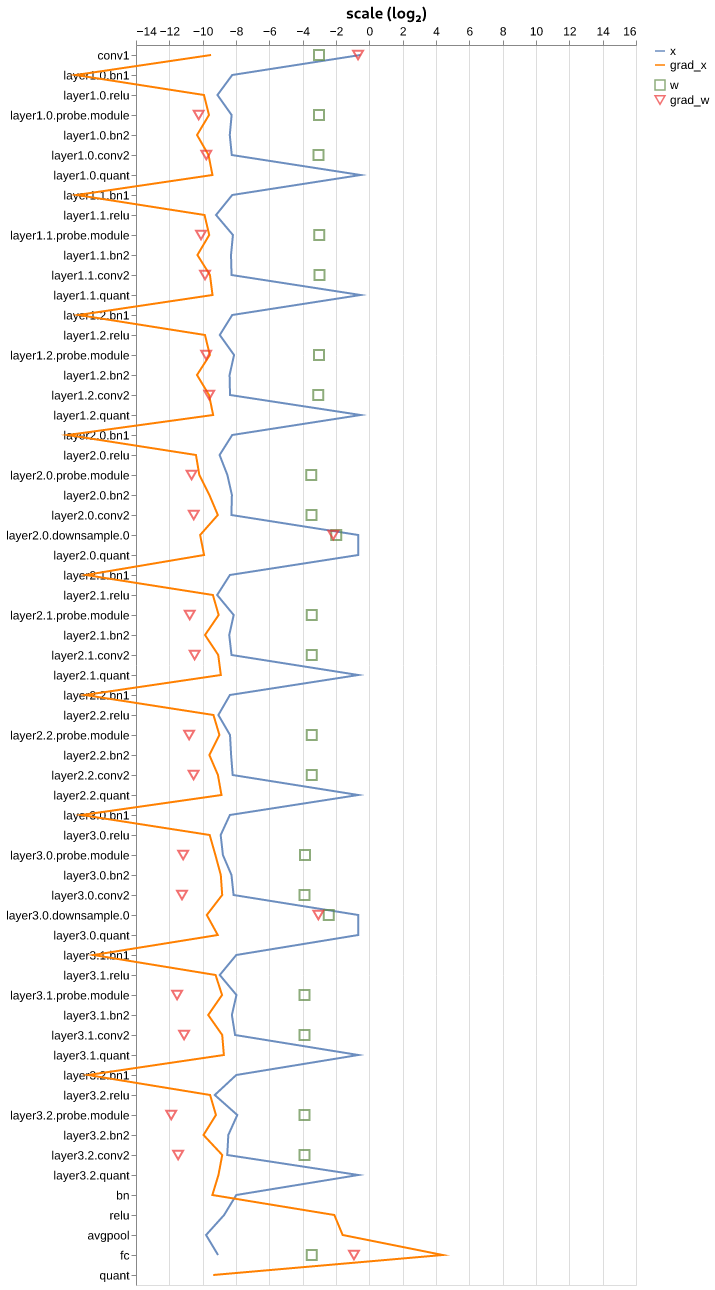 scale (log₂)
−14 −12 −10 −8 −6 −4 −2 0 2 4 6 8 10 12 14 16
x
grad_x
w
grad_w
conv1
layer1.0.bn1
layer1.0.relu
layer1.0.probe.module
layer1.0.bn2
layer1.0.conv2
layer1.0.quant
layer1.1.bn1
layer1.1.relu
layer1.1.probe.module
layer1.1.bn2
layer1.1.conv2
layer1.1.quant
layer1.2.bn1
layer1.2.relu
layer1.2.probe.module
layer1.2.bn2
layer1.2.conv2
layer1.2.quant
layer2.0.bn1
layer2.0.relu
layer2.0.probe.module
layer2.0.bn2
layer2.0.conv2
layer2.0.downsample.0
layer2.0.quant
layer2.1.bn1
layer2.1.relu
layer2.1.probe.module
layer2.1.bn2
layer2.1.conv2
layer2.1.quant
layer2.2.bn1
layer2.2.relu
layer2.2.probe.module
layer2.2.bn2
layer2.2.conv2
layer2.2.quant
layer3.0.bn1
layer3.0.relu
layer3.0.probe.module
layer3.0.bn2
layer3.0.conv2
layer3.0.downsample.0
layer3.0.quant
layer3.1.bn1
layer3.1.relu
layer3.1.probe.module
layer3.1.bn2
layer3.1.conv2
layer3.1.quant
layer3.2.bn1
layer3.2.relu
layer3.2.probe.module
layer3.2.bn2
layer3.2.conv2
layer3.2.quant
bn
relu
avgpool
fc
quant